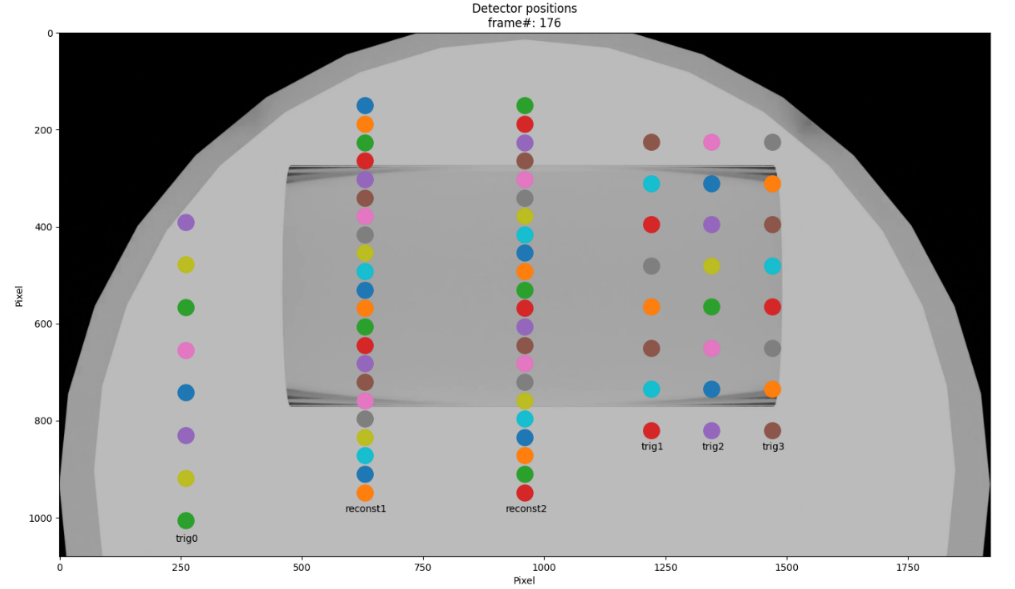 Detector positions
frame#: 176
0
200
400
600
800
1000
Pixel
trig1
trig2
trig3
reconst1
reconst2
trig0
0
250
500
750
1000
1250
1500
1750
Pixel